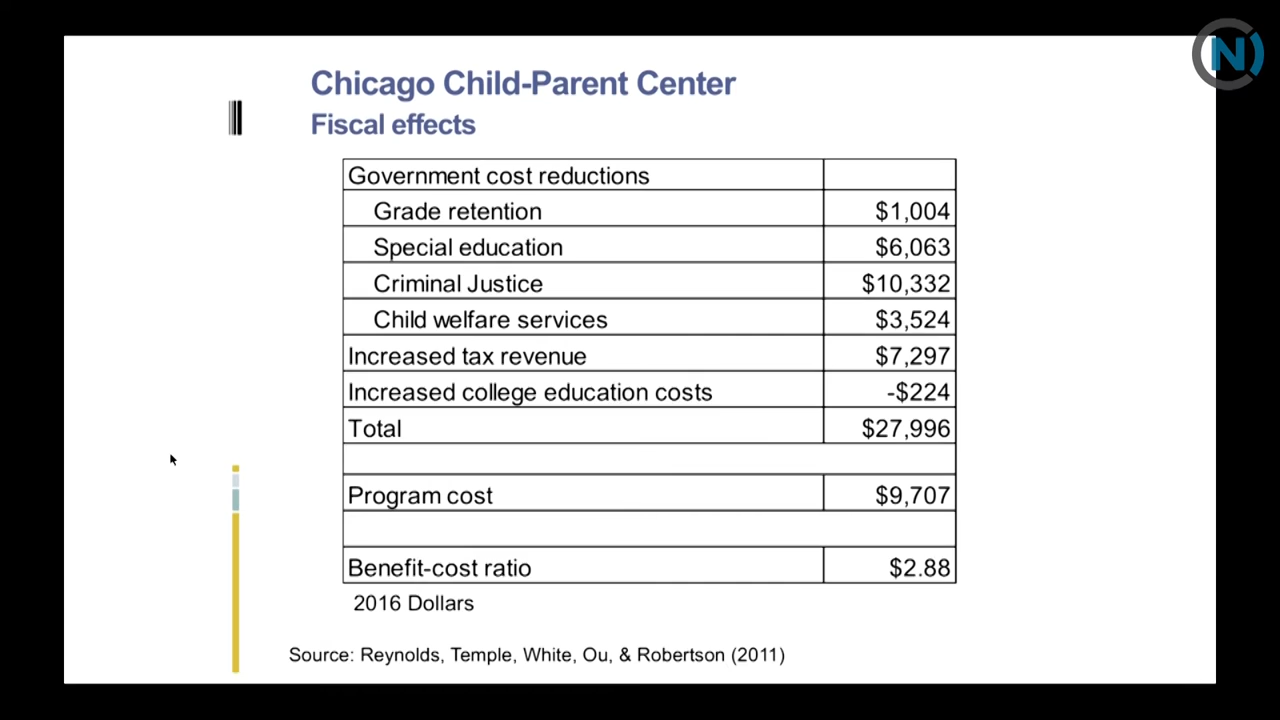 N
Chicago Child-Parent Center
Fiscal effects
Government cost reductions
Grade retention $1,004
Special education $6,063
Criminal Justice $10,332
Child welfare services $3,524
Increased tax revenue $7,297
Increased college education costs -$224
Total $27,996
Program cost $9,707
Benefit-cost ratio $2.88
2016 Dollars
Source: Reynolds, Temple, White, Ou, & Robertson (2011)